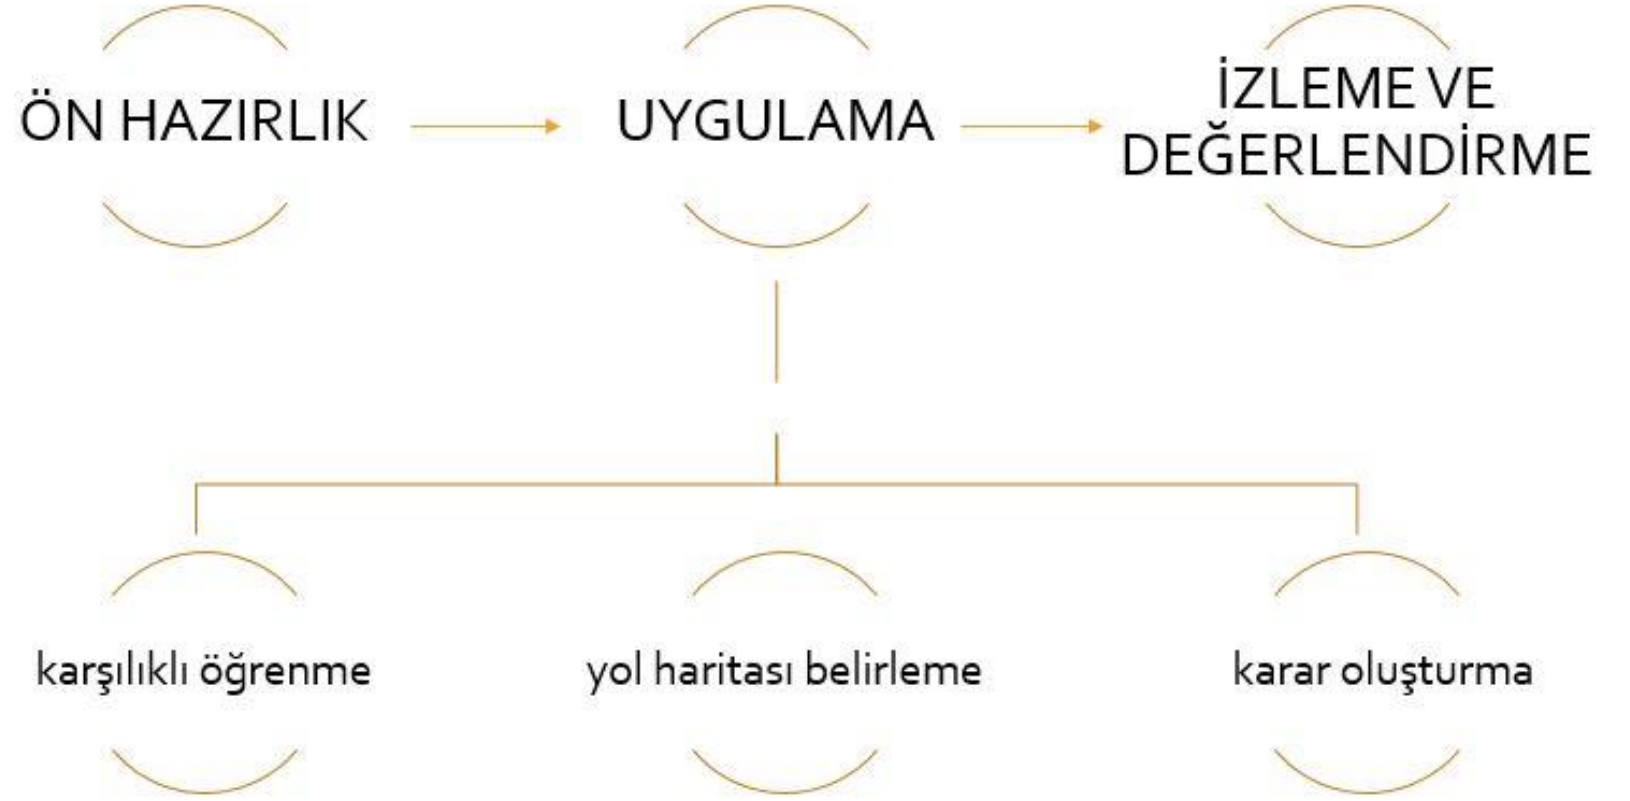 ÖN HAZIRLIK
UYGULAMA
İZLEME VE
DEĞERLENDİRME
karşılıklı öğrenme
yol haritası belirleme
karar oluşturma